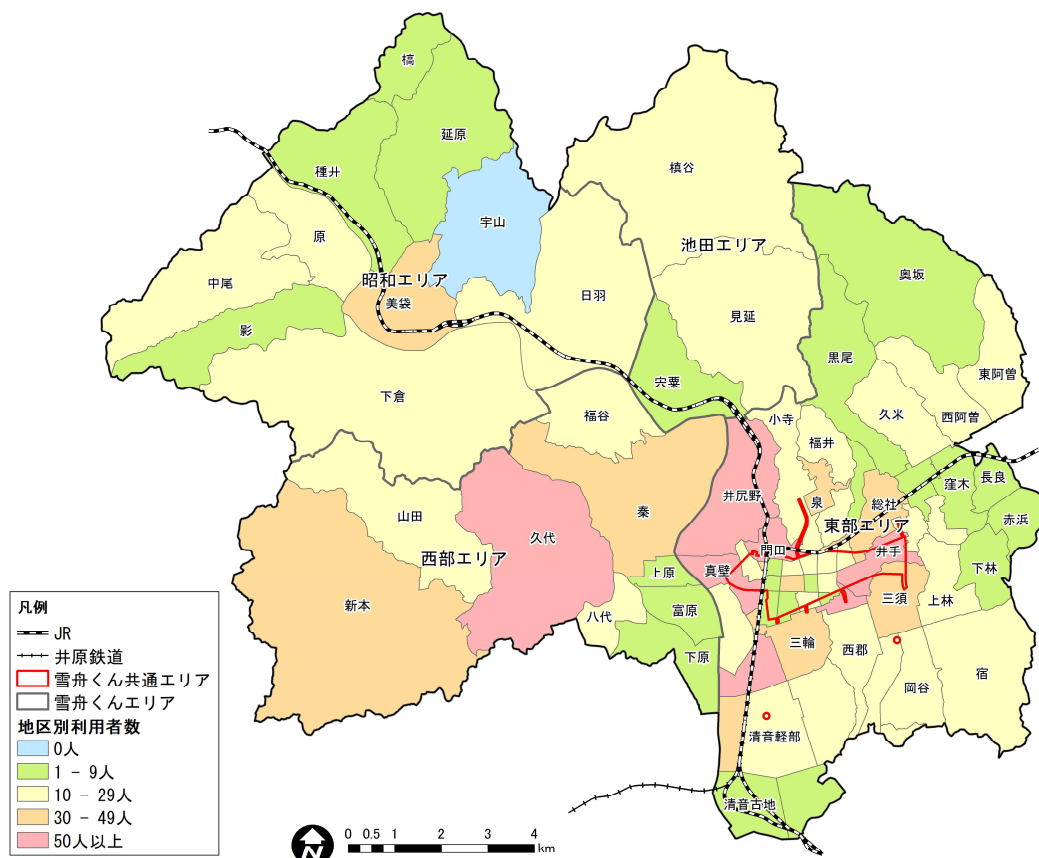 槁
延原
種井
槙谷
宇山
原
池田エリア
奥坂
昭和エリア
中尾
日羽
美袋
見延
影
黒尾
東阿曽
下倉
宍粟
小寺
久米
西阿曽
福谷
福井
長良
窪木
井尻野
泉
総社
赤浜
秦
山田
東部エリア
久代
門田
井手
西部エリア
下林
上原
真壁
新本
三須
上林
富原
八代
三輪
西郡
下原
岡谷
宿
清音軽部
清音古地
凡例
JR
井原鉄道
雪舟くん共通エリア
雪舟くんエリア
地区別利用者数
0人
1 - 9人
10 - 29人
30 - 49人
50人以上
N
0 0.5 1 2 3 4
km